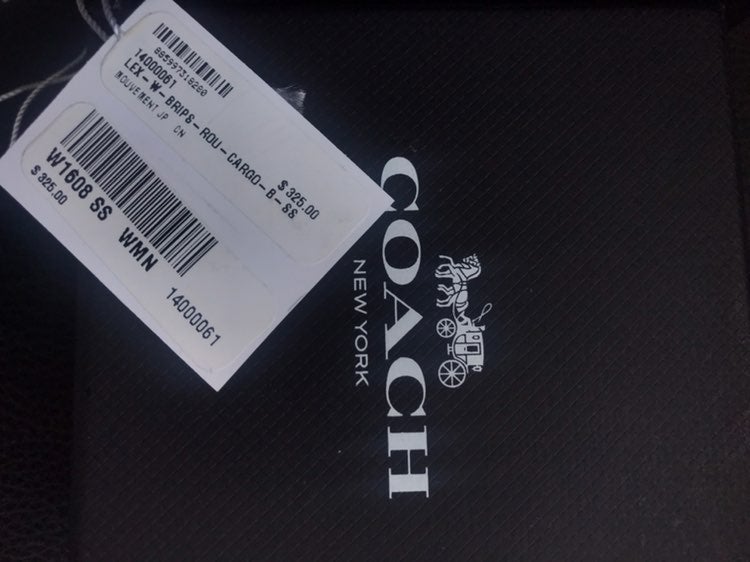 885997318280
14000061
LEX-W-BRIPS-ROU-CARGO-B-SS
MOUVEMENT JP CN
$ 325.00
W1608 SS WMN
$ 325.00
14000061
COACH
NEW YORK